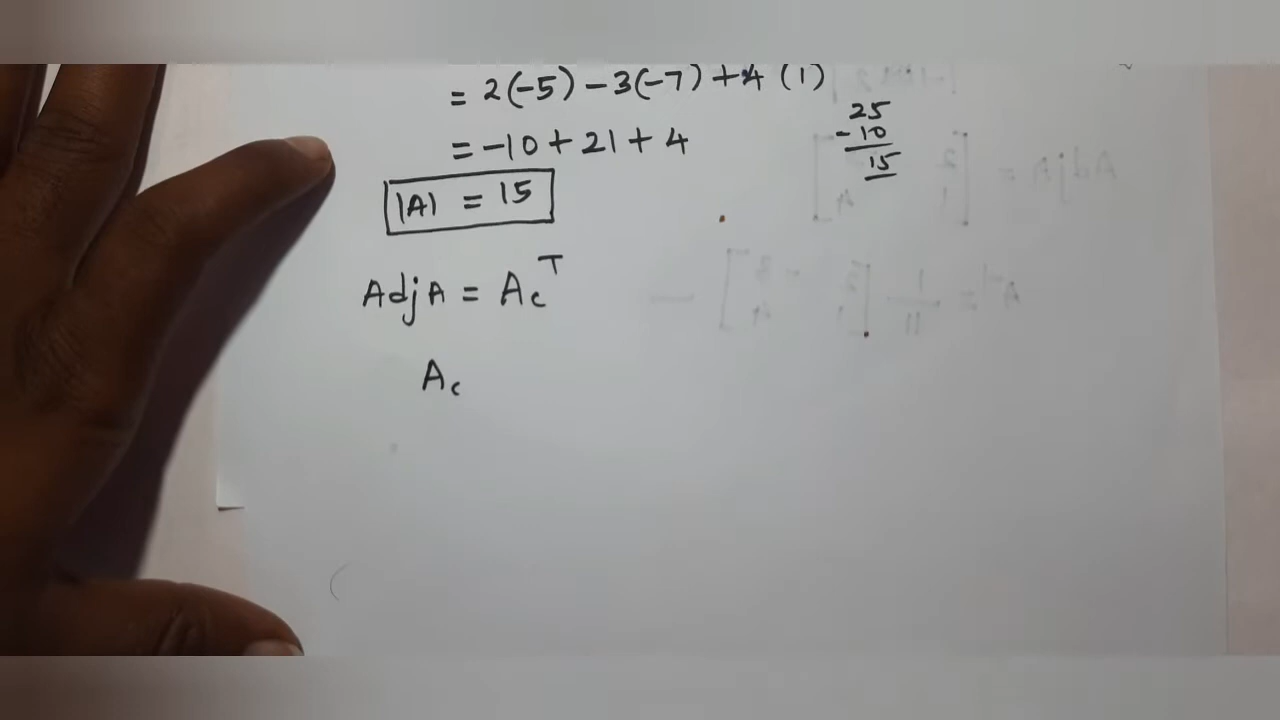 = 2(-5) - 3(-7) + 4 (1)
= -10 + 21 + 4
25
-10
15
|A| = 15
Adj A = Ac^T
Ac